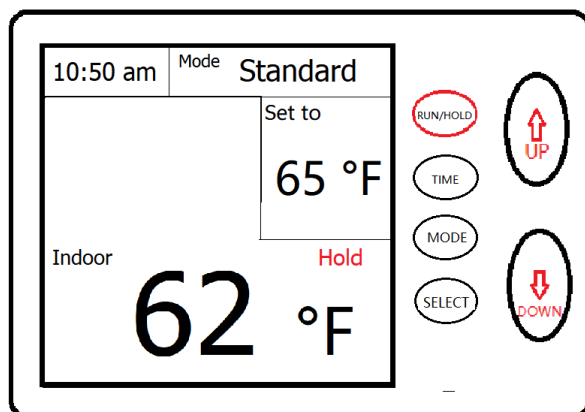 10:50 am
Mode Standard
Set to
65 °F
Indoor
Hold
62 °F
RUN/HOLD
TIME
MODE
SELECT
UP
DOWN